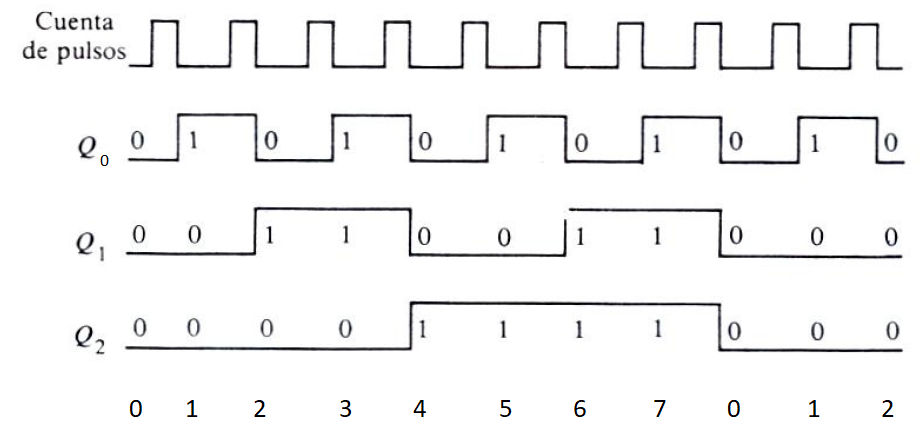 Cuenta
de pulsos
Q0 0 1 0 1 0 1 0 1 0 1 0
Q1 0 0 1 1 0 0 1 1 0 0 0
Q2 0 0 0 0 1 1 1 1 0 0 0
0 1 2 3 4 5 6 7 0 1 2